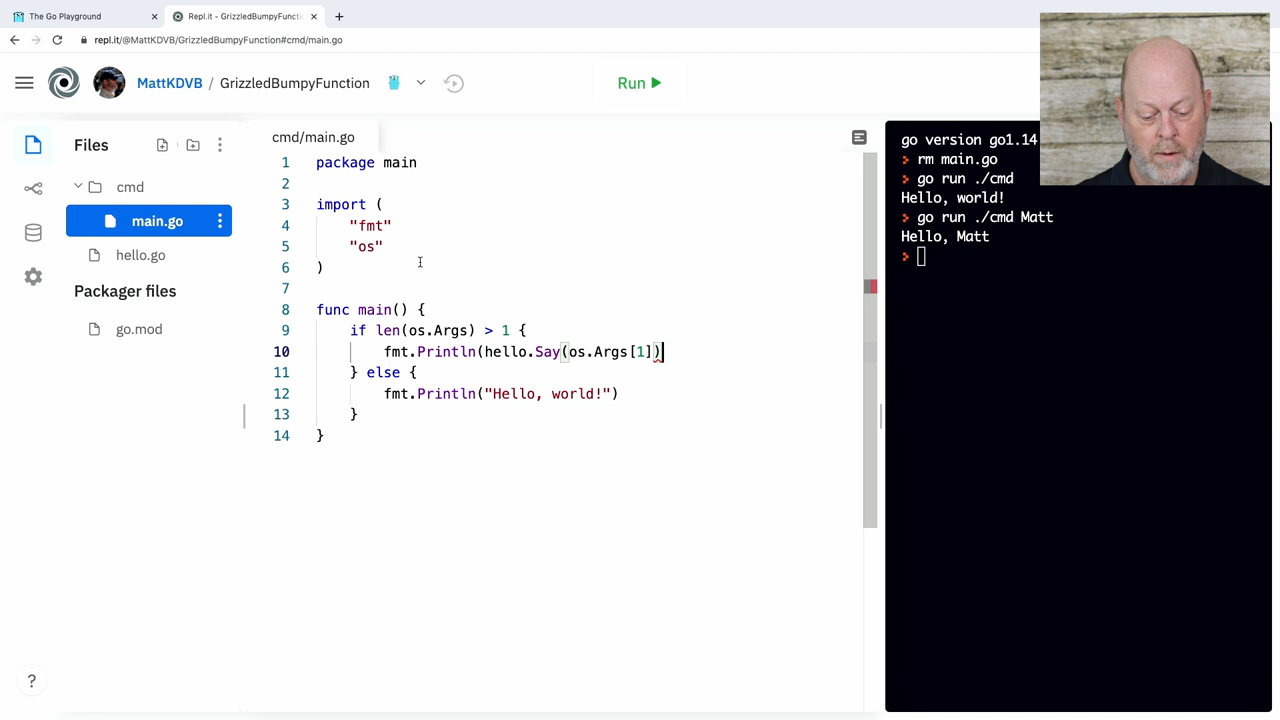 The Go Playground
Repl.it - GrizzledBumpyFuncti
repl.it/@MattKDVB/GrizzledBumpyFunction#cmd/main.go
MattKDVB / GrizzledBumpyFunction
Run
Files
cmd
main.go
hello.go
Packager files
go.mod
cmd/main.go
1 package main
2
3 import (
4 "fmt"
5 "os"
6 )
7
8 func main() {
9 if len(os.Args) > 1 {
10 fmt.Println(hello.Say(os.Args[1])
11 } else {
12 fmt.Println("Hello, world!")
13 }
14 }
go version go1.14
> rm main.go
> go run ./cmd
Hello, world!
> go run ./cmd Matt
Hello, Matt
>
?